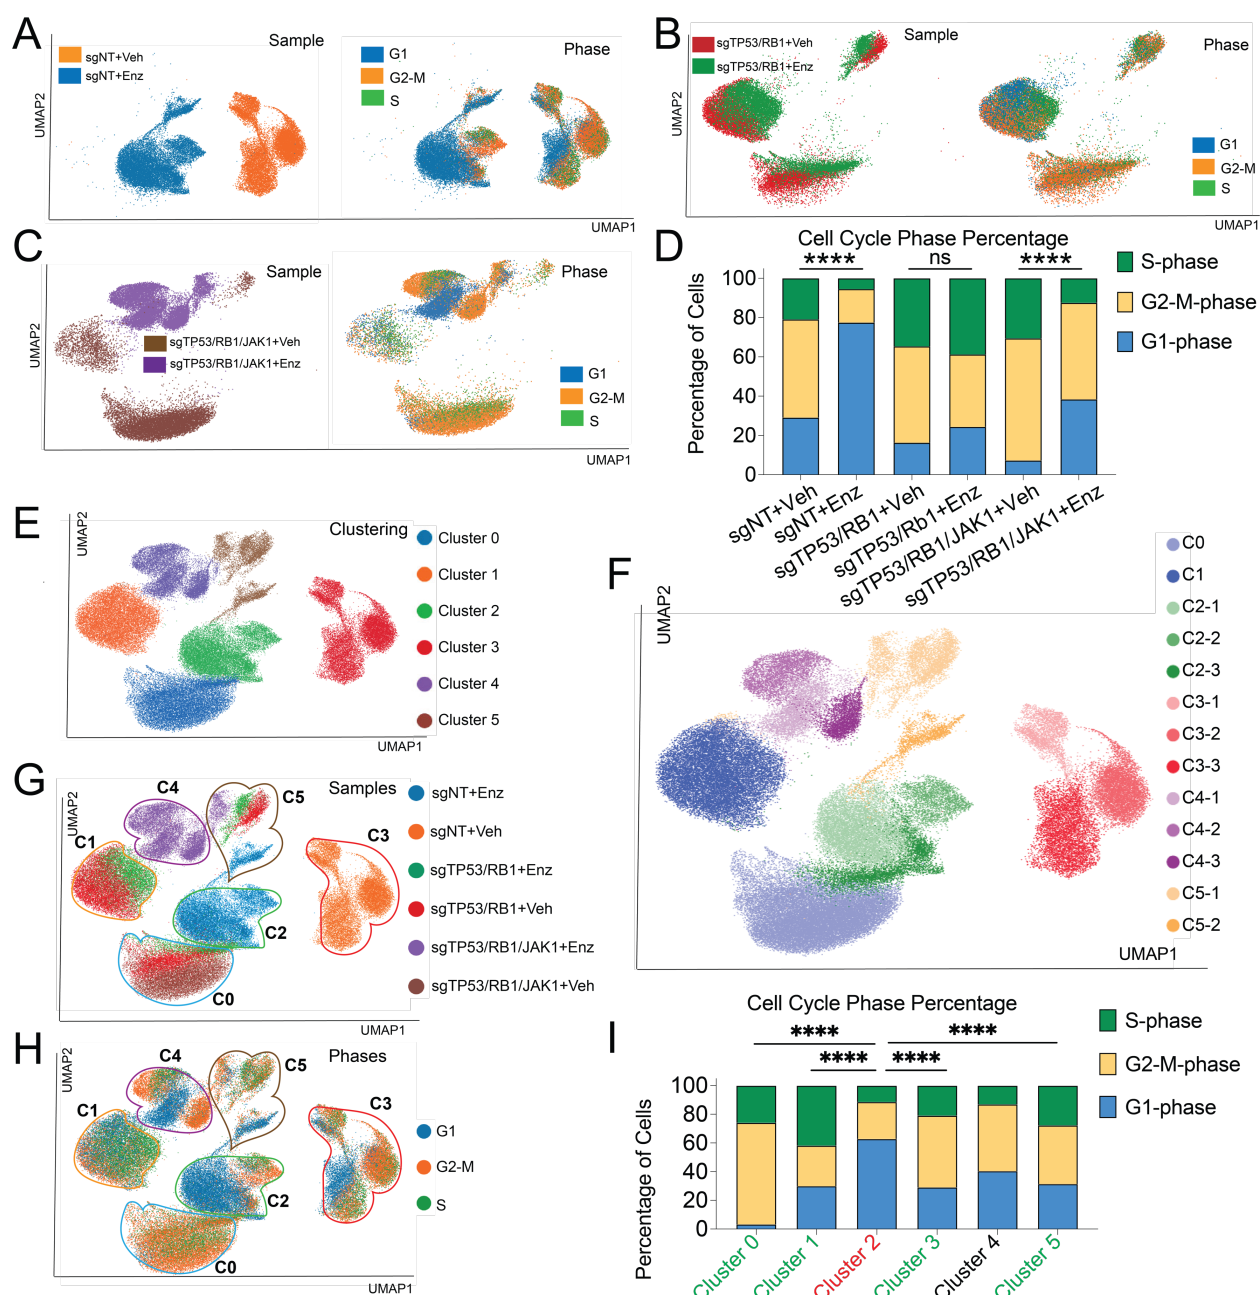 A
sgNT+Veh
sgNT+Enz
Sample
UMAP2
G1
G2-M
S
Phase
UMAP1
B
sgTP53/RB1+Veh
sgTP53/RB1+Enz
Sample
UMAP2
Phase
G1
G2-M
S
UMAP1
C
Sample
UMAP2
sgTP53/RB1/JAK1+Veh
sgTP53/RB1/JAK1+Enz
Phase
G1
G2-M
S
UMAP1
D
Cell Cycle Phase Percentage
**** ns ****
Percentage of Cells
100
80
60
40
20
0
sgNT+Veh
sgNT+Enz
sgTP53/RB1+Veh
sgTP53/Rb1+Enz
sgTP53/RB1/JAK1+Veh
sgTP53/RB1/JAK1+Enz
S-phase
G2-M-phase
G1-phase
E
UMAP2
Clustering
Cluster 0
Cluster 1
Cluster 2
Cluster 3
Cluster 4
Cluster 5
UMAP1
F
UMAP2
C0
C1
C2-1
C2-2
C2-3
C3-1
C3-2
C3-3
C4-1
C4-2
C4-3
C5-1
C5-2
UMAP1
G
UMAP2
C4
C5
C1
C3
C2
C0
Samples
sgNT+Enz
sgNT+Veh
sgTP53/RB1+Enz
sgTP53/RB1+Veh
sgTP53/RB1/JAK1+Enz
sgTP53/RB1/JAK1+Veh
UMAP1
H
UMAP2
C4
C5
C1
C3
C2
C0
Phases
G1
G2-M
S
UMAP1
I
Cell Cycle Phase Percentage
**** ****
**** ****
Percentage of Cells
100
80
60
40
20
0
Cluster 0
Cluster 1
Cluster 2
Cluster 3
Cluster 4
Cluster 5
S-phase
G2-M-phase
G1-phase